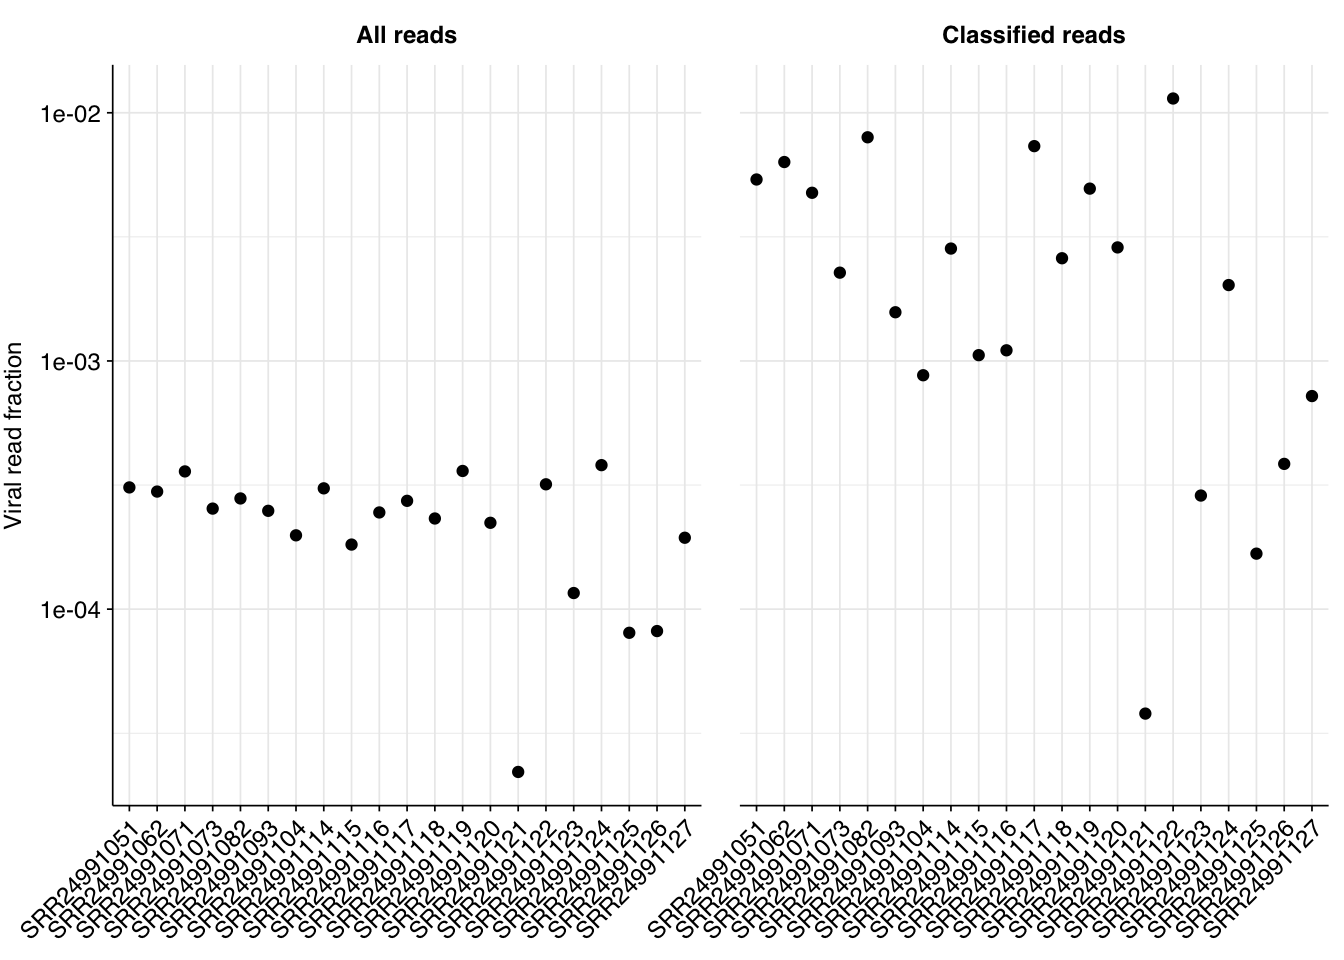 All reads
Classified reads
Viral read fraction
1e-02
1e-03
1e-04
SRR24991051
SRR24991062
SRR24991071
SRR24991073
SRR24991082
SRR24991093
SRR24991104
SRR24991114
SRR24991115
SRR24991116
SRR24991117
SRR24991118
SRR24991119
SRR24991120
SRR24991121
SRR24991122
SRR24991123
SRR24991124
SRR24991125
SRR24991126
SRR24991127
SRR24991051
SRR24991062
SRR24991071
SRR24991073
SRR24991082
SRR24991093
SRR24991104
SRR24991114
SRR24991115
SRR24991116
SRR24991117
SRR24991118
SRR24991119
SRR24991120
SRR24991121
SRR24991122
SRR24991123
SRR24991124
SRR24991125
SRR24991126
SRR24991127